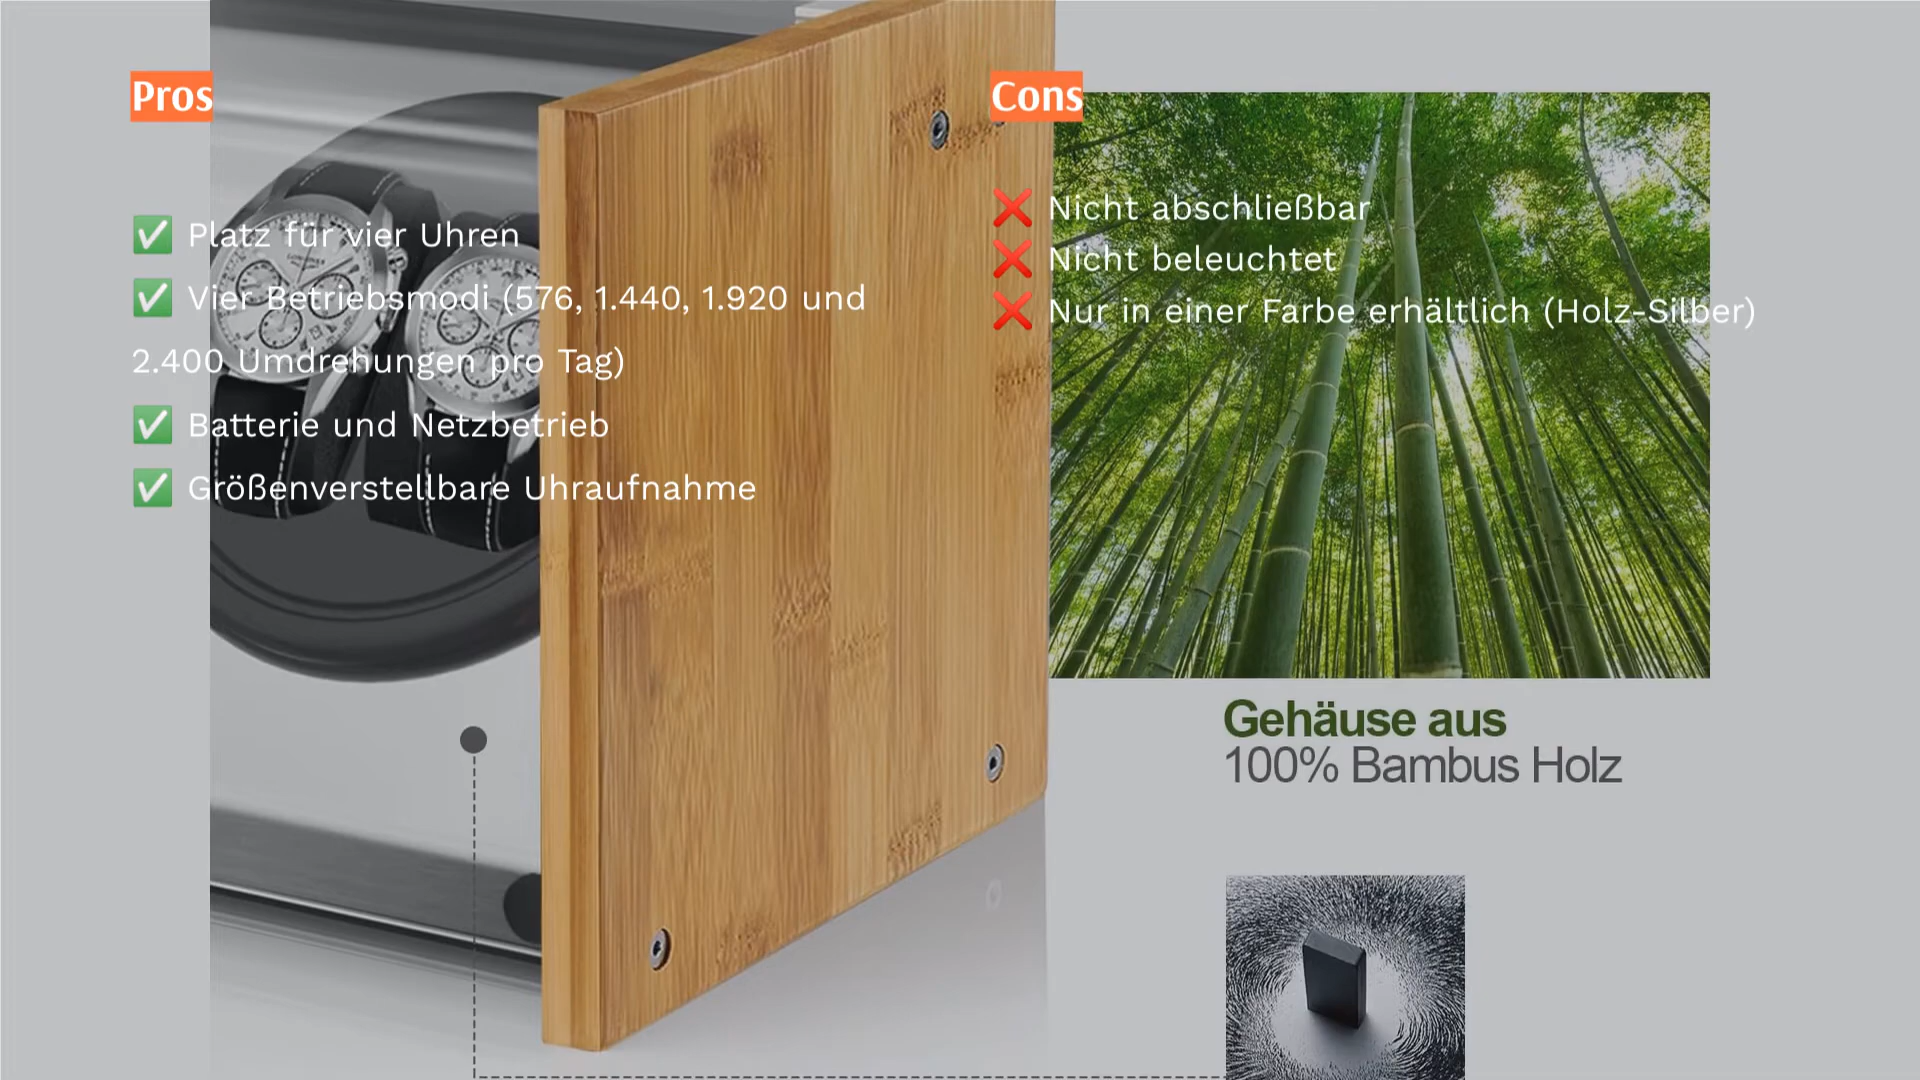 Pros
✅ Platz für vier Uhren
✅ Vier Betriebsmodi (576, 1.440, 1.920 und
2.400 Umdrehungen pro Tag)
✅ Batterie und Netzbetrieb
✅ Größenverstellbare Uhraufnahme
Cons
❌ Nicht abschließbar
❌ Nicht beleuchtet
❌ Nur in einer Farbe erhältlich (Holz-Silber)
Gehäuse aus
100% Bambus Holz